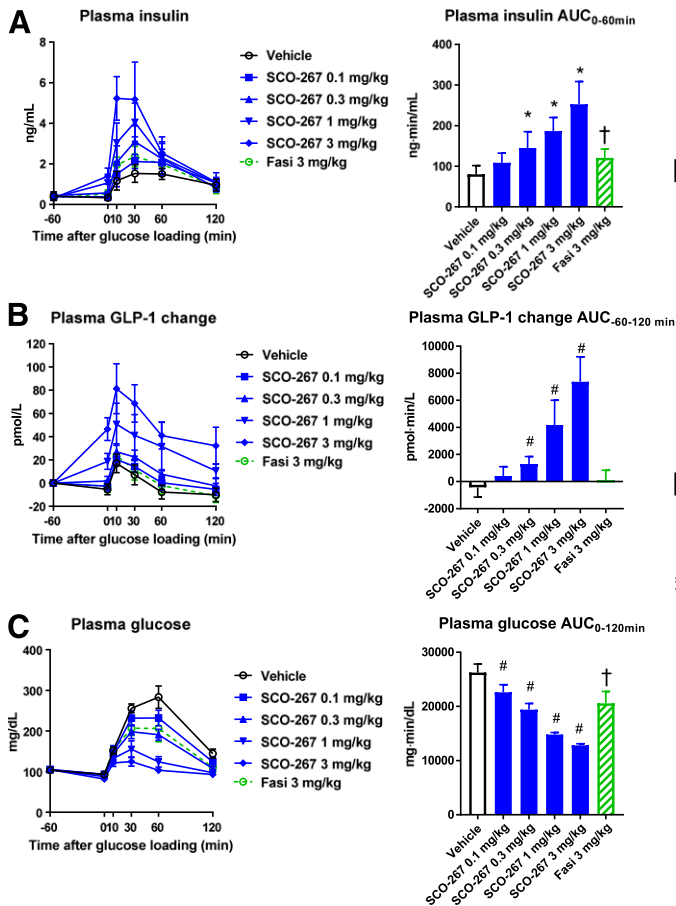 A
Plasma insulin
ng/mL
10
8
6
4
2
0
-60
0
10
30
60
120
Time after glucose loading (min)
Vehicle
SCO-267 0.1 mg/kg
SCO-267 0.3 mg/kg
SCO-267 1 mg/kg
SCO-267 3 mg/kg
Fasi 3 mg/kg
Plasma insulin AUC0-60min
ng·min/mL
400
300
200
100
0
*
*
*
†
Vehicle
SCO-267 0.1 mg/kg
SCO-267 0.3 mg/kg
SCO-267 1 mg/kg
SCO-267 3 mg/kg
Fasi 3 mg/kg
B
Plasma GLP-1 change
pmol/L
120
100
80
60
40
20
0
-20
-60
0
10
30
60
120
Time after glucose loading (min)
Vehicle
SCO-267 0.1 mg/kg
SCO-267 0.3 mg/kg
SCO-267 1 mg/kg
SCO-267 3 mg/kg
Fasi 3 mg/kg
Plasma GLP-1 change AUC-60-120 min
pmol·min/L
10000
8000
6000
4000
2000
0
-2000
#
#
#
Vehicle
SCO-267 0.1 mg/kg
SCO-267 0.3 mg/kg
SCO-267 1 mg/kg
SCO-267 3 mg/kg
Fasi 3 mg/kg
C
Plasma glucose
mg/dL
400
300
200
100
0
-60
0
10
30
60
120
Time after glucose loading (min)
Vehicle
SCO-267 0.1 mg/kg
SCO-267 0.3 mg/kg
SCO-267 1 mg/kg
SCO-267 3 mg/kg
Fasi 3 mg/kg
Plasma glucose AUC0-120min
mg·min/dL
30000
20000
10000
0
#
#
#
#
†
Vehicle
SCO-267 0.1 mg/kg
SCO-267 0.3 mg/kg
SCO-267 1 mg/kg
SCO-267 3 mg/kg
Fasi 3 mg/kg